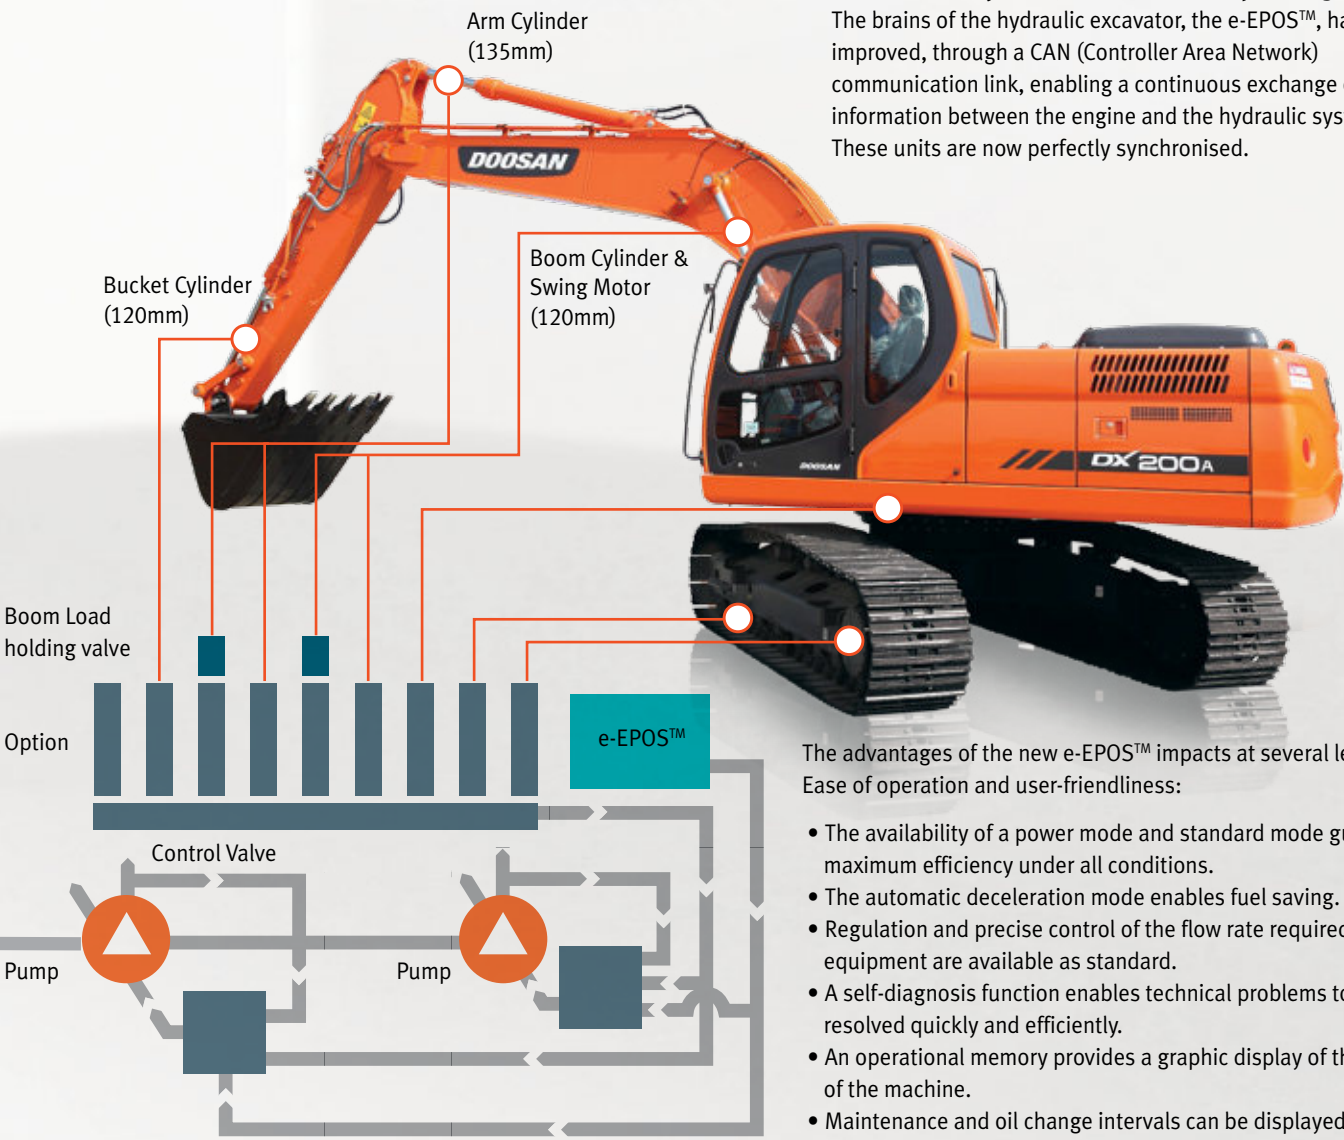 Arm Cylinder
(135mm)
The brains of the hydraulic excavator, the e-EPOS™, ha
improved, through a CAN (Controller Area Network)
communication link, enabling a continuous exchange
information between the engine and the hydraulic sys
These units are now perfectly synchronised.
DOOSAN
Boom Cylinder &
Swing Motor
(120mm)
Bucket Cylinder
(120mm)
DOOSAN
DX 200A
Boom Load
holding valve
Option
e-EPOS™
Control Valve
Pump
Pump
The advantages of the new e-EPOS™ impacts at several le
Ease of operation and user-friendliness:
• The availability of a power mode and standard mode g
maximum efficiency under all conditions.
• The automatic deceleration mode enables fuel saving.
• Regulation and precise control of the flow rate required
equipment are available as standard.
• A self-diagnosis function enables technical problems to
resolved quickly and efficiently.
• An operational memory provides a graphic display of th
of the machine.
• Maintenance and oil change intervals can be displayed